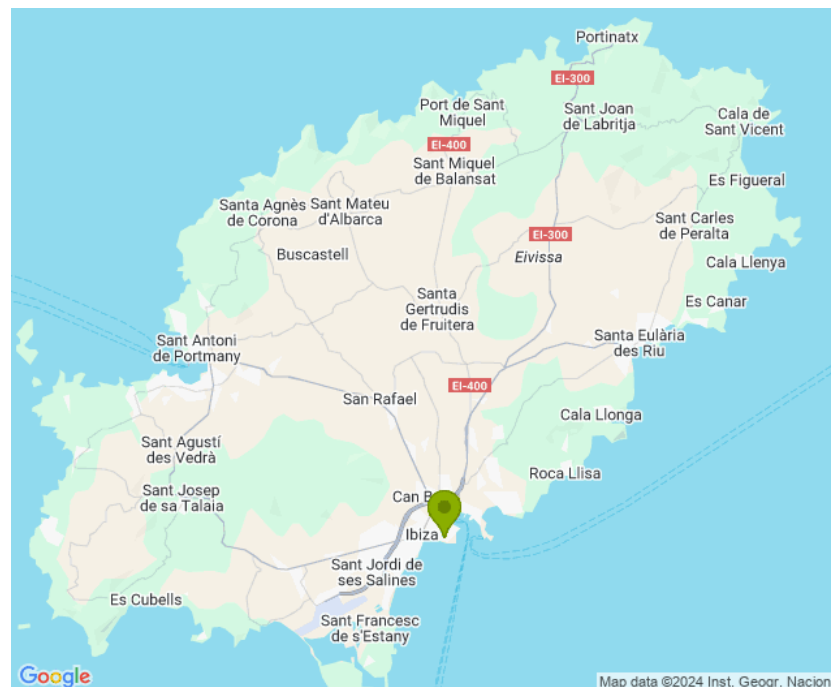 Portinatx
EI-300
Port de Sant
Miquel
Sant Joan
de Labritja
Cala de
Sant Vicent
EI-400
Sant Miquel
de Balansat
Es Figueral
Santa Agnès
de Corona
Sant Mateu
d'Albarca
Sant Carles
de Peralta
EI-300
Buscastell
Eivissa
Cala Llenya
Santa
Gertrudis
de Fruitera
Es Canar
Sant Antoni
de Portmany
Santa Eulària
des Riu
EI-400
San Rafael
Cala Llonga
Sant Agustí
des Vedrà
Roca Llisa
Sant Josep
de sa Talaia
Can B
Ibiza
Sant Jordi de
ses Salines
Es Cubells
Sant Francesc
de s'Estany
Google
Map data ©2024 Inst. Geogr. Nacion